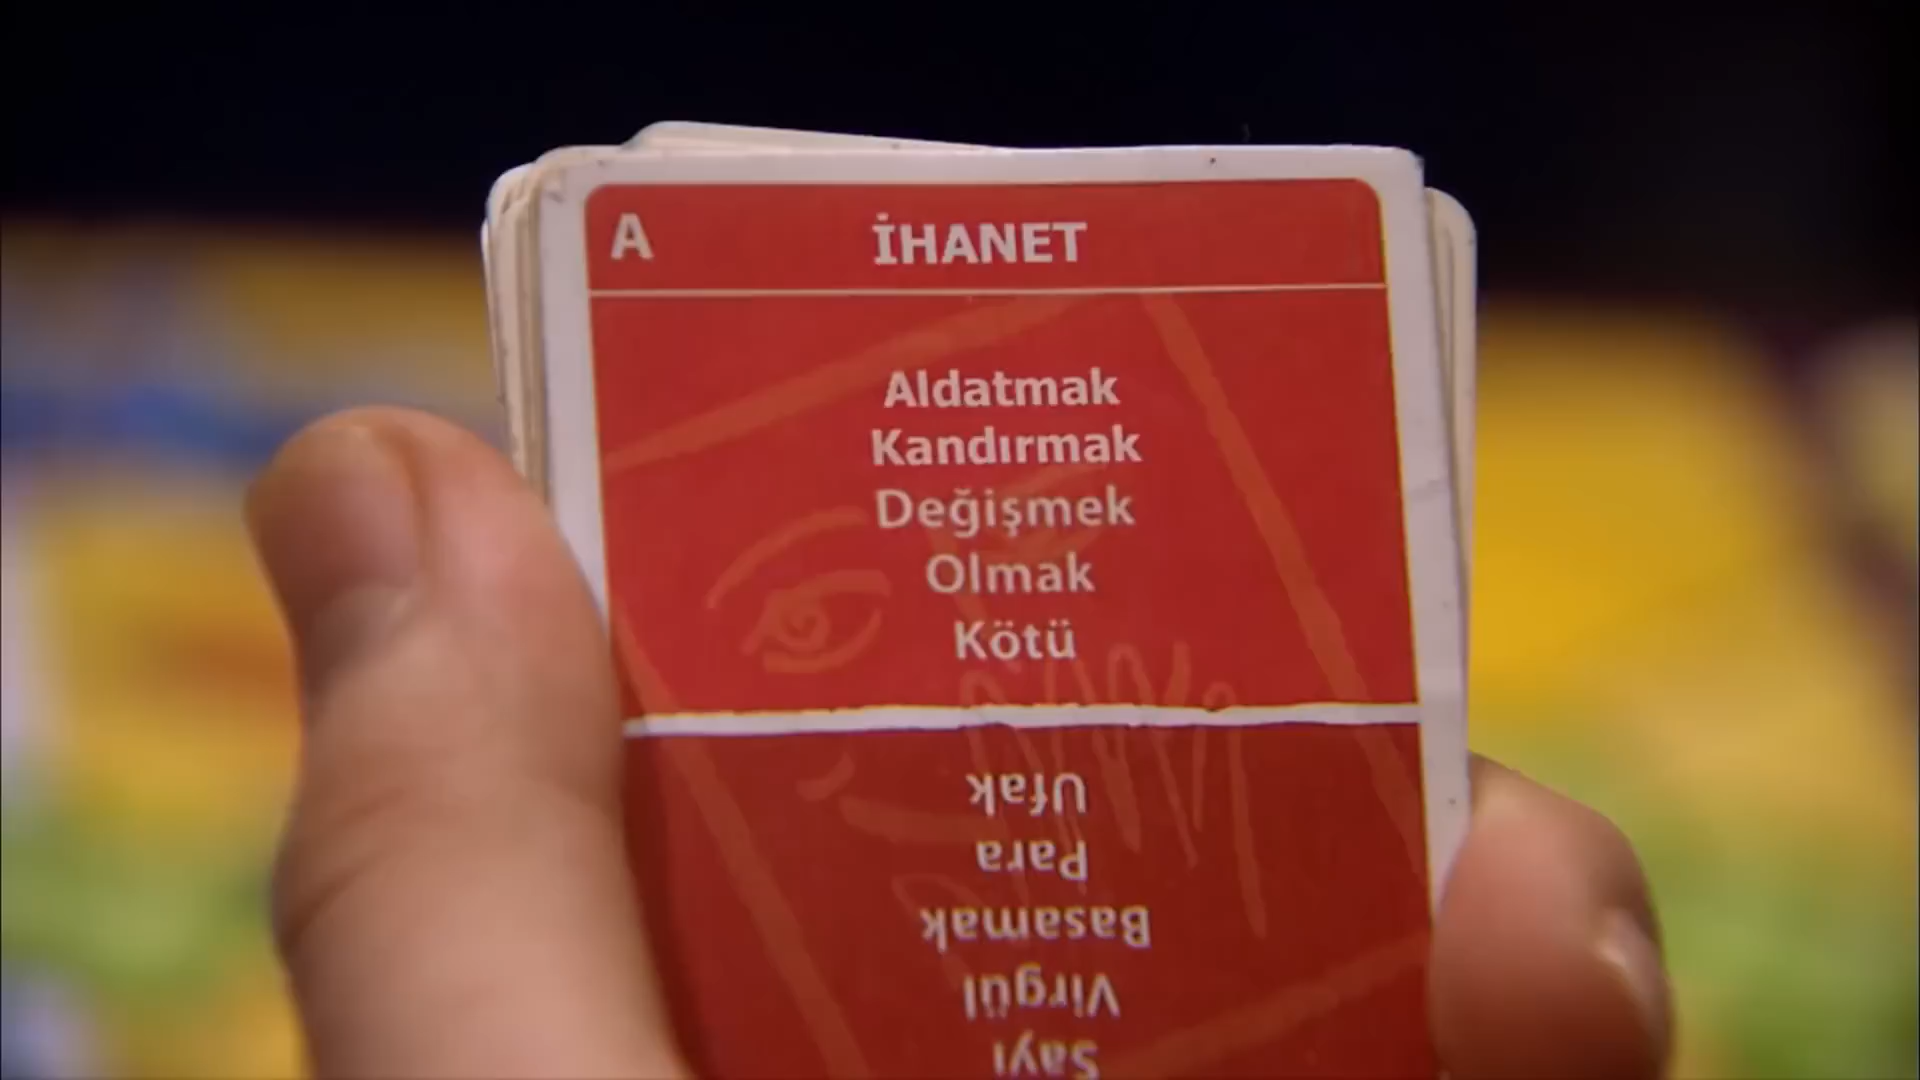 A
İHANET
Aldatmak
Kandırmak
Değişmek
Olmak
Kötü
Ufak
Para
Basamak
Virgül
Sayı